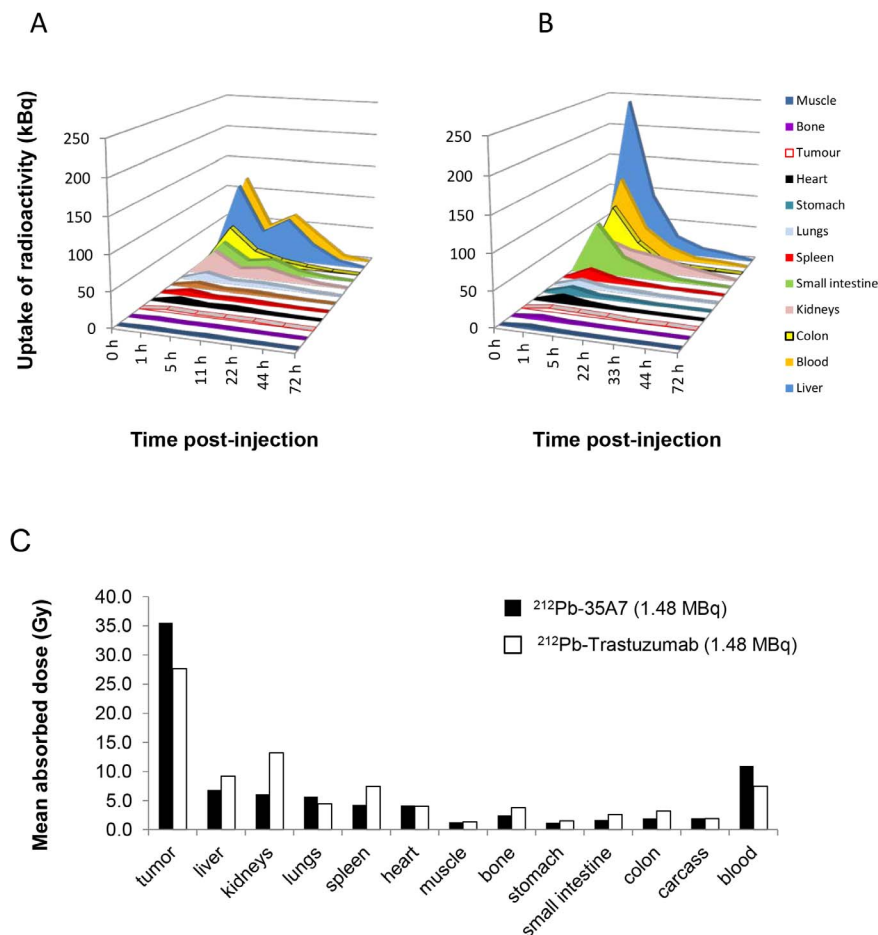 A
B
Uptake of radioactivity (kBq)
250
200
150
100
50
0
0 h
1 h
5 h
11 h
22 h
44 h
72 h
Time post-injection
250
200
150
100
50
0
0 h
1 h
5 h
22 h
33 h
44 h
72 h
Time post-injection
Muscle
Bone
Tumour
Heart
Stomach
Lungs
Spleen
Small intestine
Kidneys
Colon
Blood
Liver
C
Mean absorbed dose (Gy)
40.0
35.0
30.0
25.0
20.0
15.0
10.0
5.0
0.0
²¹²Pb-35A7 (1.48 MBq)
²¹²Pb-Trastuzumab (1.48 MBq)
tumor
liver
kidneys
lungs
spleen
heart
muscle
bone
stomach
small intestine
colon
carcass
blood